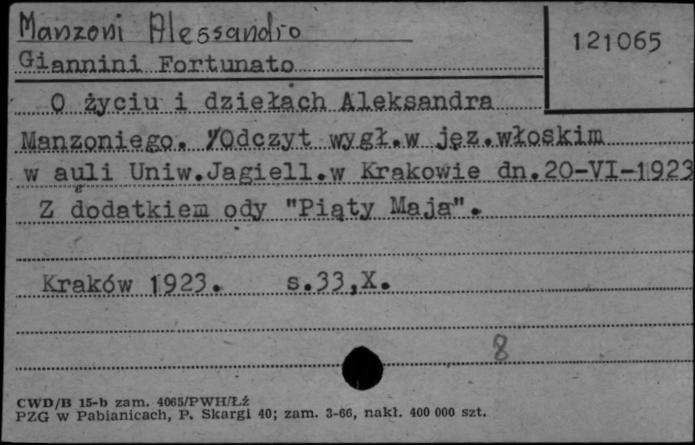 Manzoni Alessandro
121065
Giannini Fortunato
O życiu i dziełach Aleksandra
Manzoniego. /Odczyt wygł.w jęz.włoskim
w auli Uniw.Jagiell.w Krakowie dn.20-VI-1923
Z dodatkiem ody "Piąty Maja".
Kraków 1923. s.33,X.
8
CWD/B 15-b zam. 4065/PWH/Łź
PZG w Pabianicach, P. Skargi 40; zam. 3-66, nakł. 400 000 szt.